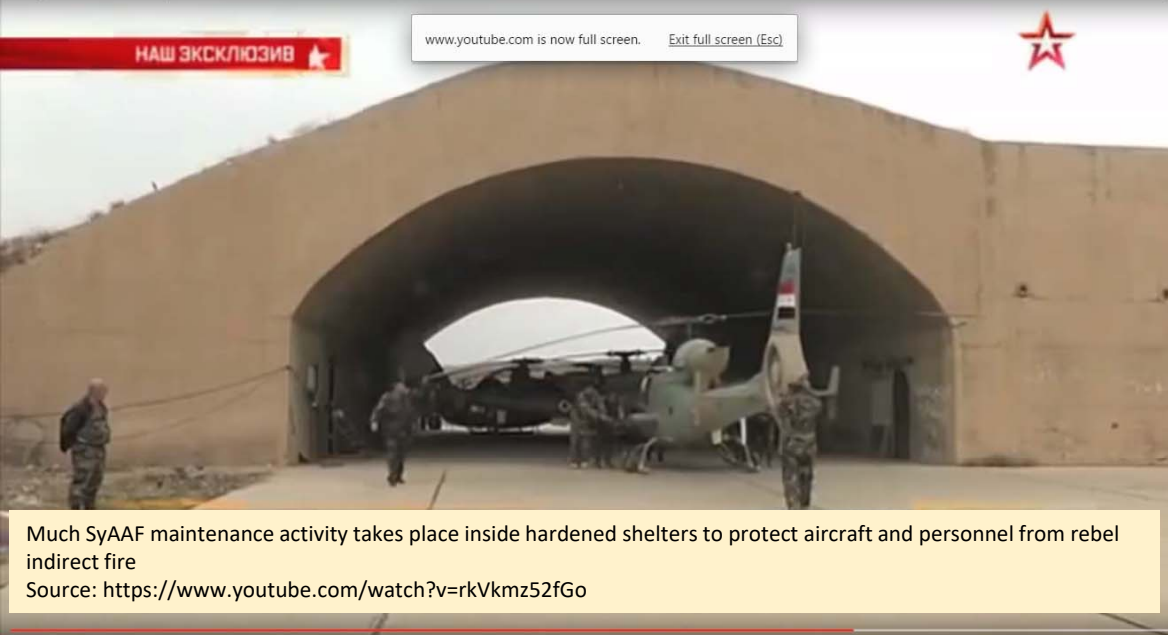 www.youtube.com is now full screen. Exit full screen (Esc)
НАШ ЭКСКЛЮЗИВ
Much SyAAF maintenance activity takes place inside hardened shelters to protect aircraft and personnel from rebel
indirect fire
Source: https://www.youtube.com/watch?v=rkVkmz52fGo